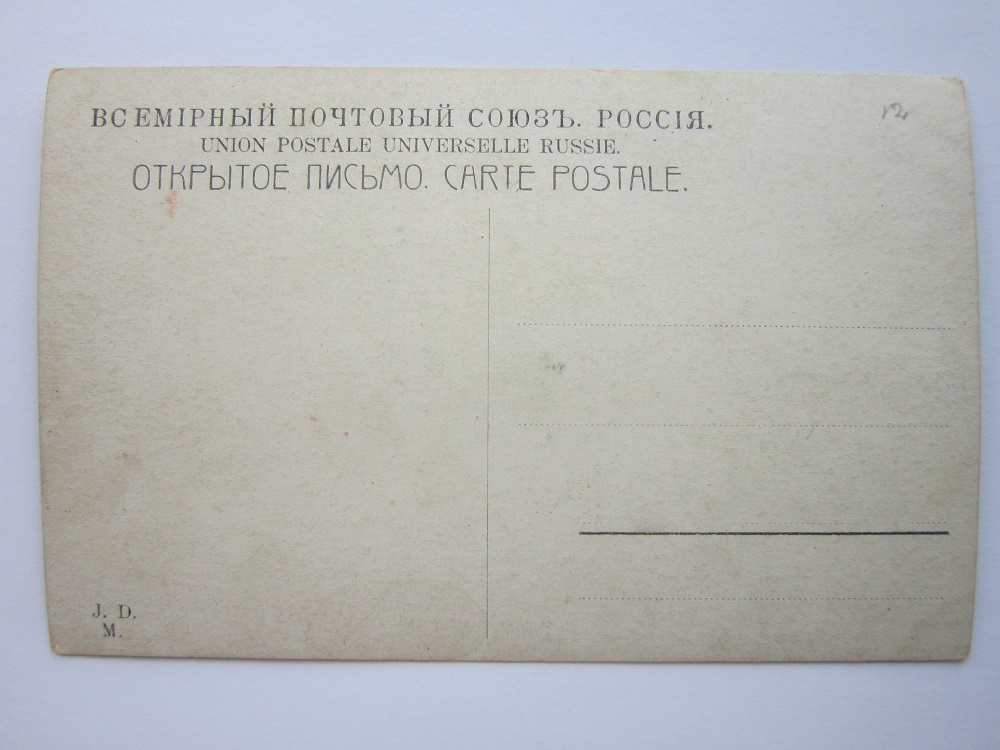 ВСЕМІРНЫЙ ПОЧТОВЫЙ СОЮЗЪ. РОССІЯ.
UNION POSTALE UNIVERSELLE RUSSIE.
ОТКРЫТОЕ ПИСЬМО. CARTE POSTALE.
J. D.
M.